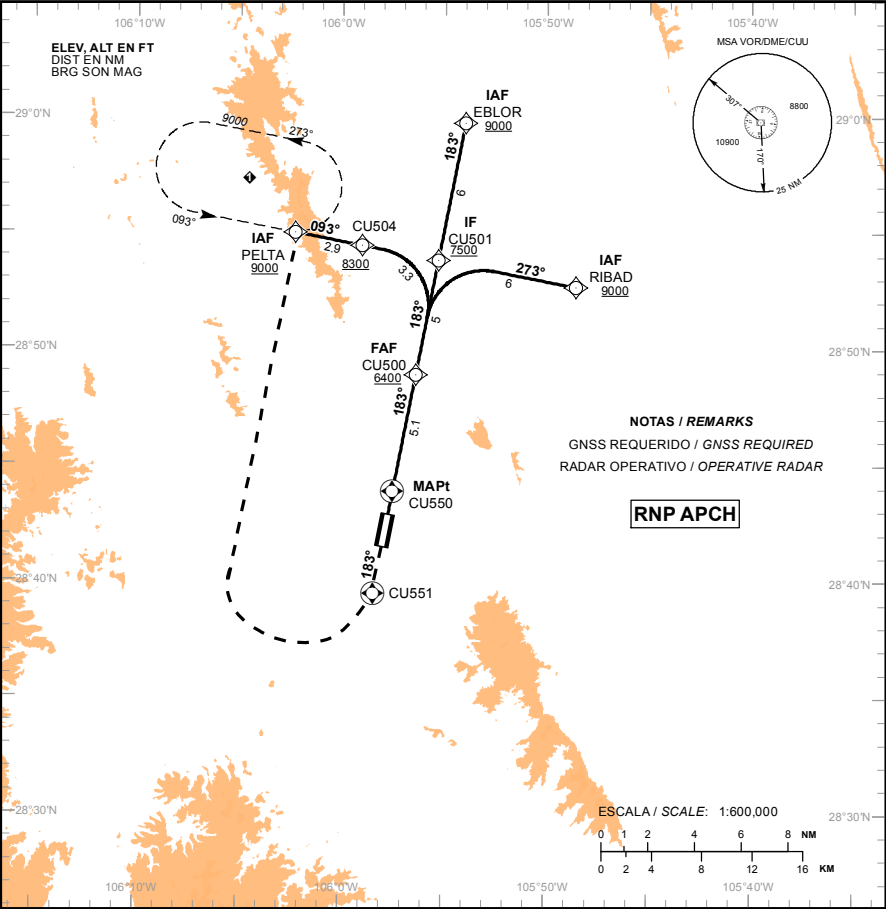 106°10'W
106°0'W
105°50'W
105°40'W
ELEV, ALT EN FT
DIST EN NM
BRG SON MAG
MSA VOR/DME/CUU
307°
8800
10900
170°
25 NM
29°0'N
29°0'N
IAF
EBLOR
9000
183°
6
9000
273°
1
093°
IAF
PELTA
9000
093°
2.9
CU504
8300
3.3
IF
CU501
7500
273°
6
IAF
RIBAD
9000
183°
5
28°50'N
28°50'N
FAF
CU500
6400
183°
5.1
NOTAS / REMARKS
GNSS REQUERIDO / GNSS REQUIRED
RADAR OPERATIVO / OPERATIVE RADAR
RNP APCH
MAPt
CU550
183°
CU551
28°40'N
28°40'N
28°30'N
28°30'N
ESCALA / SCALE: 1:600,000
0 1 2 4 6 8 NM
0 2 4 8 12 16 KM
106°10'W
106°0'W
105°50'W
105°40'W